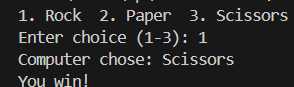 1. Rock  2. Paper  3. Scissors
Enter choice (1-3): 1
Computer chose: Scissors
You win!